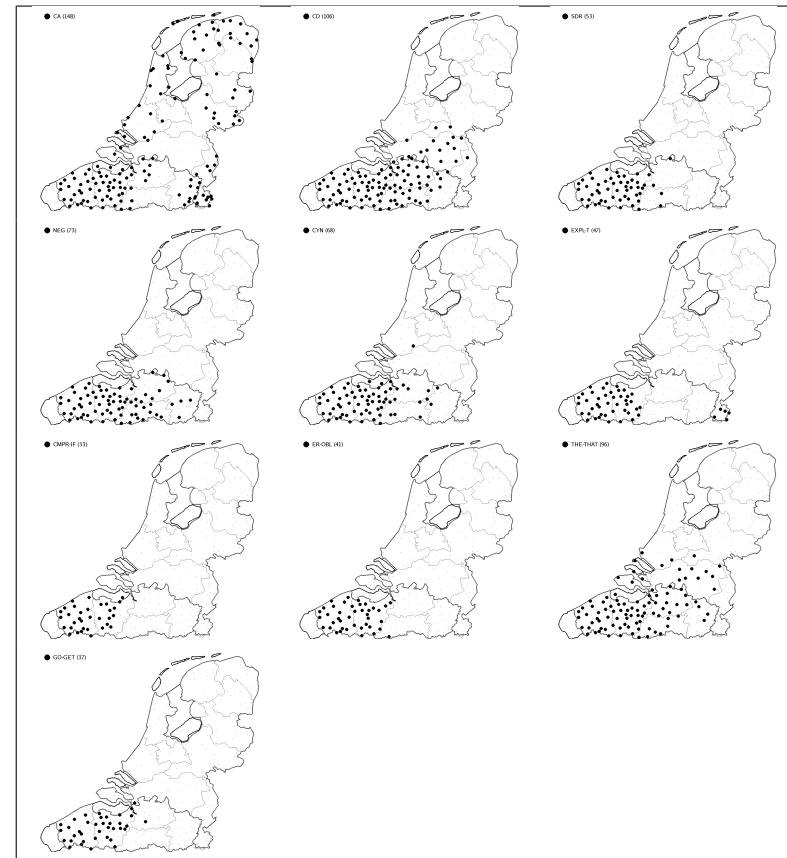 ● CA (148)
● CD (106)
● SDR (53)
● NEG (73)
● CYN (68)
● EXPL-T (47)
● CMPR-IF (33)
● ER-OBL (41)
● THE-THAT (96)
● GO-GET (37)